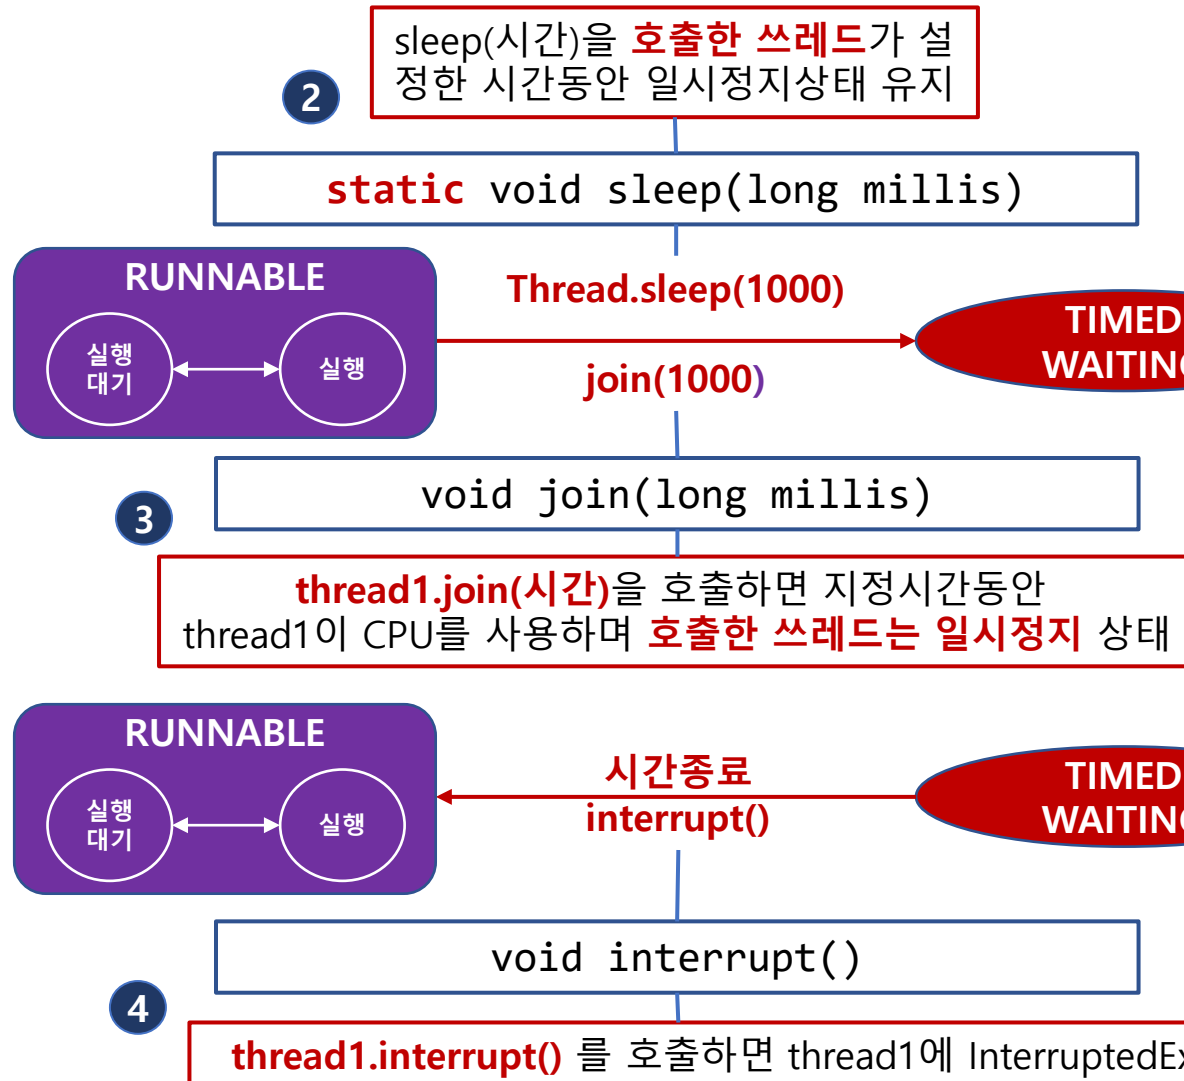 sleep(시간)을 호출한 쓰레드가 설
정한 시간동안 일시정지상태 유지
2
static void sleep(long millis)
RUNNABLE
실행
대기
실행
Thread.sleep(1000)
join(1000)
TIMED
WAITING
void join(long millis)
3
thread1.join(시간)을 호출하면 지정시간동안
thread1이 CPU를 사용하며 호출한 쓰레드는 일시정지 상태
RUNNABLE
실행
대기
실행
시간종료
interrupt()
TIMED
WAITING
void interrupt()
4
thread1.interrupt() 를 호출하면 thread1에 InterruptedEx